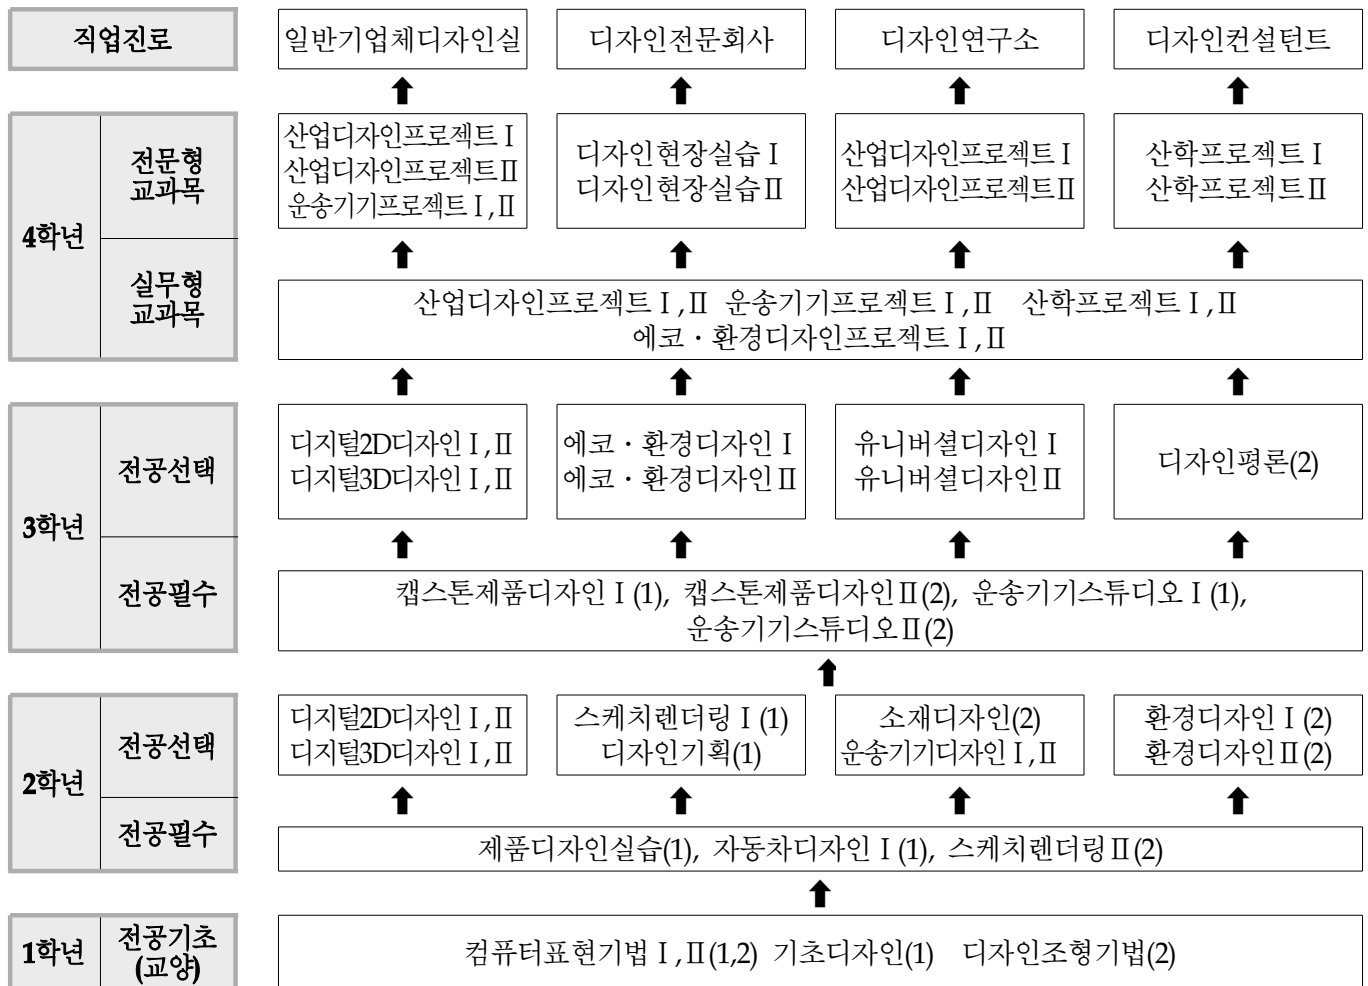 직업진로
일반기업체디자인실
디자인전문회사
디자인연구소
디자인컨설턴트
4학년
전문형
교과목
산업디자인프로젝트Ⅰ
산업디자인프로젝트Ⅱ
운송기기프로젝트Ⅰ,Ⅱ
디자인현장실습Ⅰ
디자인현장실습Ⅱ
산업디자인프로젝트Ⅰ
산업디자인프로젝트Ⅱ
산학프로젝트Ⅰ
산학프로젝트Ⅱ
실무형
교과목
산업디자인프로젝트Ⅰ,Ⅱ 운송기기프로젝트Ⅰ,Ⅱ 산학프로젝트Ⅰ,Ⅱ
에코・환경디자인프로젝트Ⅰ,Ⅱ
3학년
전공선택
디지털2D디자인Ⅰ,Ⅱ
디지털3D디자인Ⅰ,Ⅱ
에코・환경디자인Ⅰ
에코・환경디자인Ⅱ
유니버셜디자인Ⅰ
유니버셜디자인Ⅱ
디자인평론(2)
전공필수
캡스톤제품디자인Ⅰ(1), 캡스톤제품디자인Ⅱ(2), 운송기기스튜디오Ⅰ(1),
운송기기스튜디오Ⅱ(2)
2학년
전공선택
디지털2D디자인Ⅰ,Ⅱ
디지털3D디자인Ⅰ,Ⅱ
스케치렌더링Ⅰ(1)
디자인기획(1)
소재디자인(2)
운송기기디자인Ⅰ,Ⅱ
환경디자인Ⅰ(2)
환경디자인Ⅱ(2)
전공필수
제품디자인실습(1), 자동차디자인Ⅰ(1), 스케치렌더링Ⅱ(2)
1학년
전공기초
(교양)
컴퓨터표현기법Ⅰ,Ⅱ(1,2) 기초디자인(1) 디자인조형기법(2)